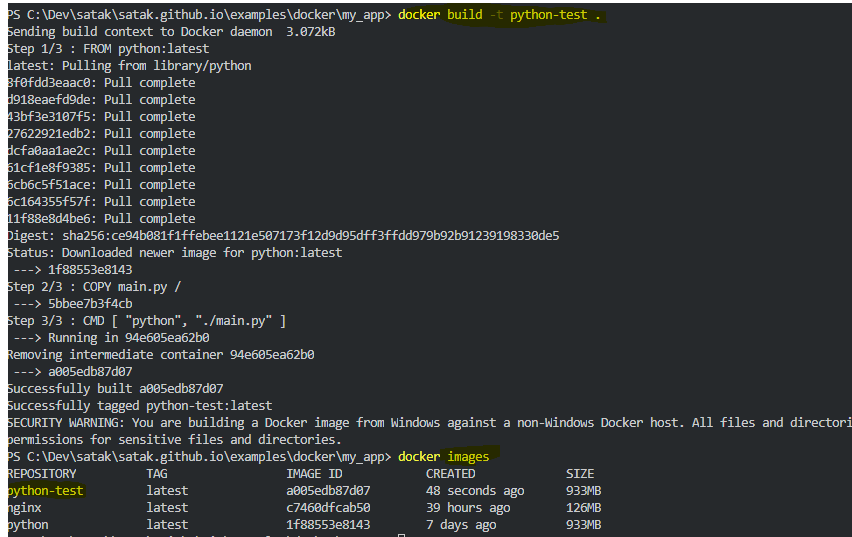 PS C:\Dev\satak\satak.github.io\examples\docker\my_app> docker build -t python-test .
Sending build context to Docker daemon  3.072kB
Step 1/3 : FROM python:latest
latest: Pulling from library/python
8f0fdd3eaac0: Pull complete
d918eaefd9de: Pull complete
43bf3e3107f5: Pull complete
27622921edb2: Pull complete
dcfa0aa1ae2c: Pull complete
61cf1e8f9385: Pull complete
6cb6c5f51ace: Pull complete
6c164355f57f: Pull complete
11f88e8d4be6: Pull complete
Digest: sha256:ce94b081f1ffebee1121e507173f12d9d95dff3ffdd979b92b91239198330de5
Status: Downloaded newer image for python:latest
 ---> 1f88553e8143
Step 2/3 : COPY main.py /
 ---> 5bbee7b3f4cb
Step 3/3 : CMD [ "python", "./main.py" ]
 ---> Running in 94e605ea62b0
Removing intermediate container 94e605ea62b0
 ---> a005edb87d07
Successfully built a005edb87d07
Successfully tagged python-test:latest
SECURITY WARNING: You are building a Docker image from Windows against a non-Windows Docker host. All files and directori
permissions for sensitive files and directories.
PS C:\Dev\satak\satak.github.io\examples\docker\my_app> docker images
REPOSITORY          TAG                 IMAGE ID            CREATED             SIZE
python-test         latest              a005edb87d07        48 seconds ago      933MB
nginx               latest              c7460dfcab50        39 hours ago        126MB
python              latest              1f88553e8143        7 days ago          933MB